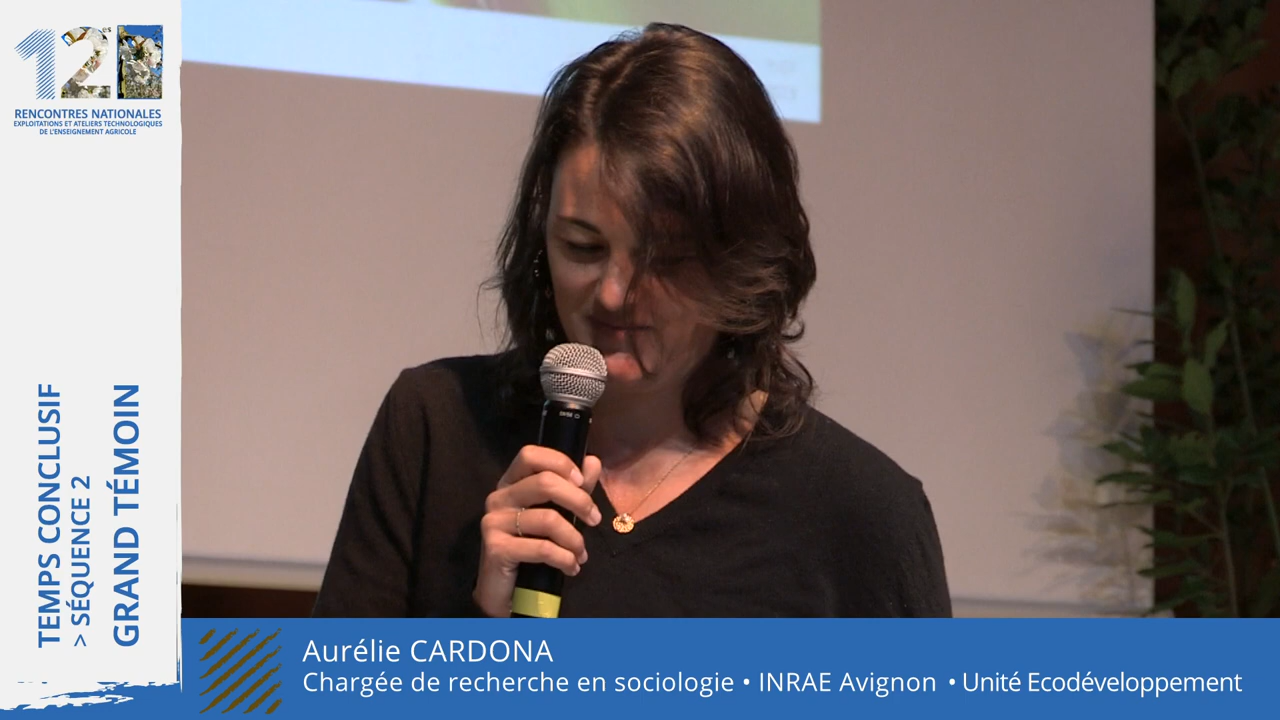 12es
RENCONTRES NATIONALES
EXPLOITATIONS ET ATELIERS TECHNOLOGIQUES
DE L'ENSEIGNEMENT AGRICOLE
TEMPS CONCLUSIF
> SÉQUENCE 2
GRAND TÉMOIN
Aurélie CARDONA
Chargée de recherche en sociologie • INRAE Avignon • Unité Ecodéveloppement